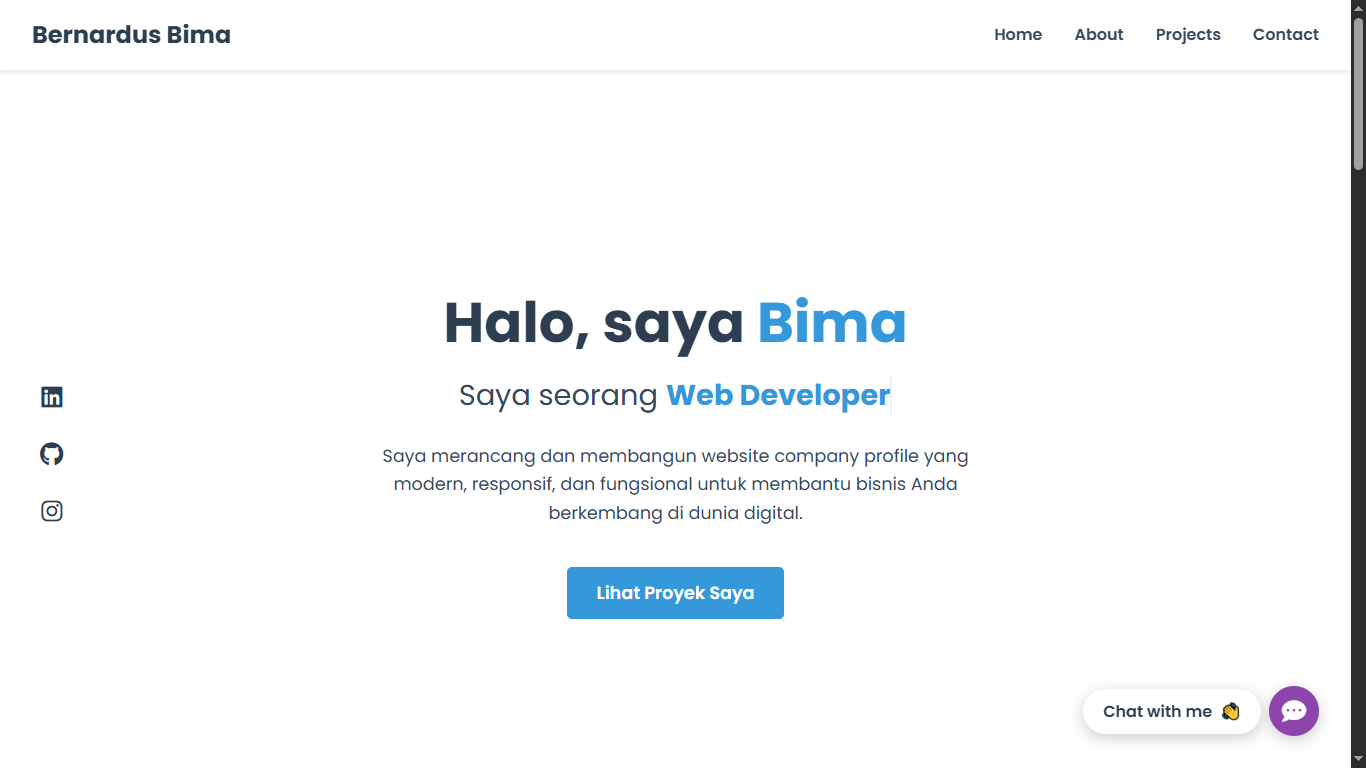 Bernardus Bima
Home
About
Projects
Contact
Halo, saya Bima
Saya seorang Web Developer
Saya merancang dan membangun website company profile yang
modern, responsif, dan fungsional untuk membantu bisnis Anda
berkembang di dunia digital.
Lihat Proyek Saya
Chat with me 👏